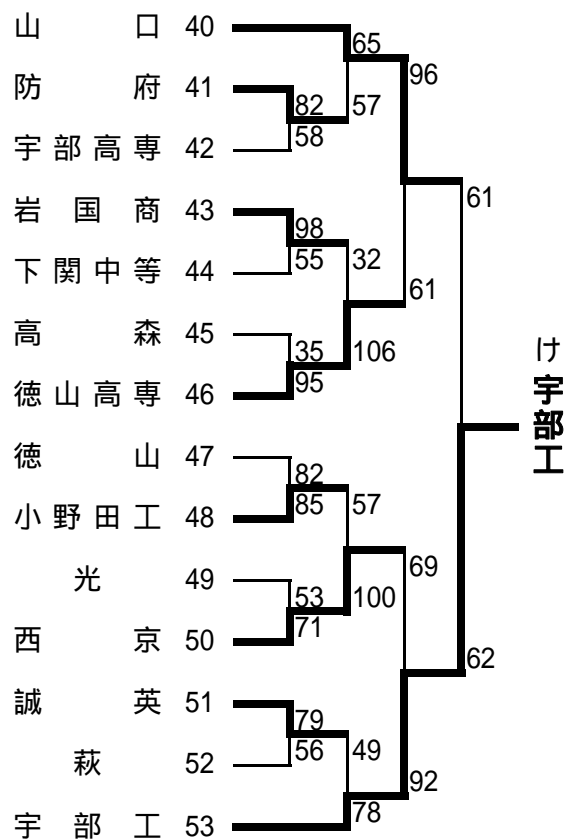 山口 40
防府 41
宇部高専 42
岩国商 43
下関中等 44
高森 45
徳山高専 46
徳山 47
小野田工 48
光 49
西京 50
誠英 51
萩 52
宇部工 53
82
58
98
55
35
95
82
85
53
71
79
56
65
57
32
106
57
100
49
78
96
61
69
92
61
62
け
宇部工